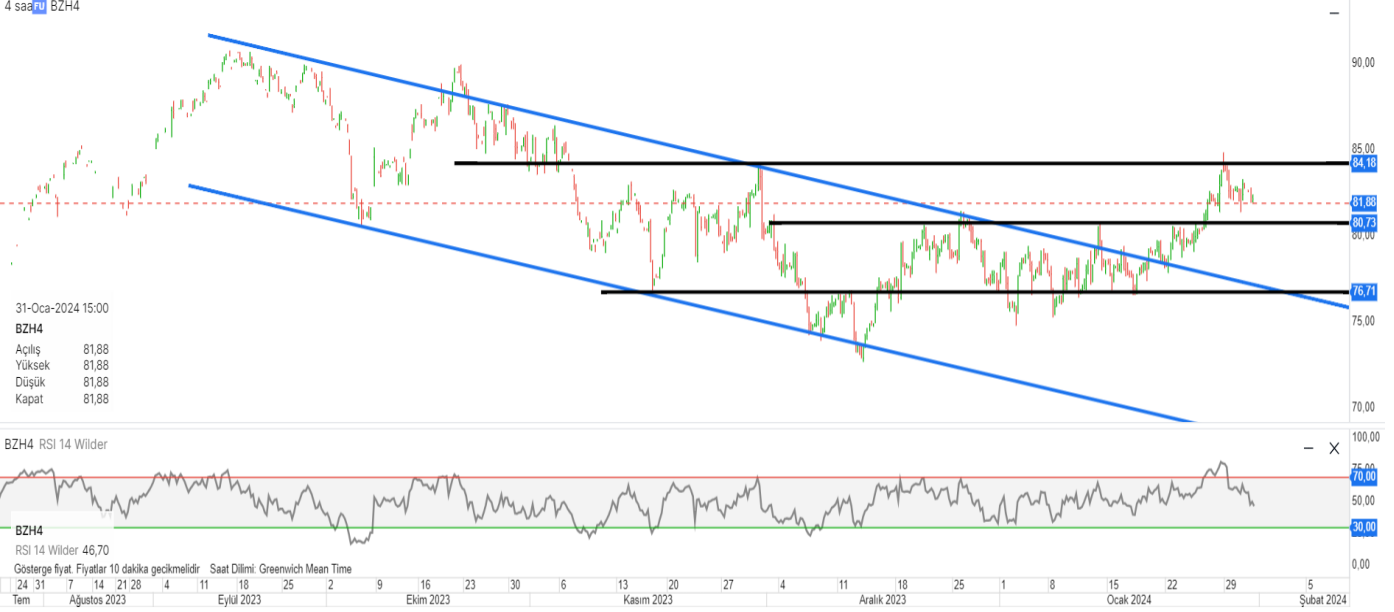 4 saa FU BZH4
90,00
85,00
84,18
81,88
80,73
80,00
76,71
75,00
70,00
31-Oca-2024 15:00
BZH4
Açılış 81,88
Yüksek 81,88
Düşük 81,88
Kapat 81,88
BZH4 RSI 14 Wilder
100,00
75,00
70,00
50,00
30,00
0,00
BZH4
RSI 14 Wilder 46,70
Gösterge fiyat. Fiyatlar 10 dakika gecikmelidir Saat Dilimi: Greenwich Mean Time
24 31 7 14 21 28 4 11 18 25 2 9 16 23 30 6 13 20 27 4 11 18 25 1 8 15 22 29 5
Tem Ağustos 2023 Eylül 2023 Ekim 2023 Kasım 2023 Aralık 2023 Ocak 2024 Şubat 2024